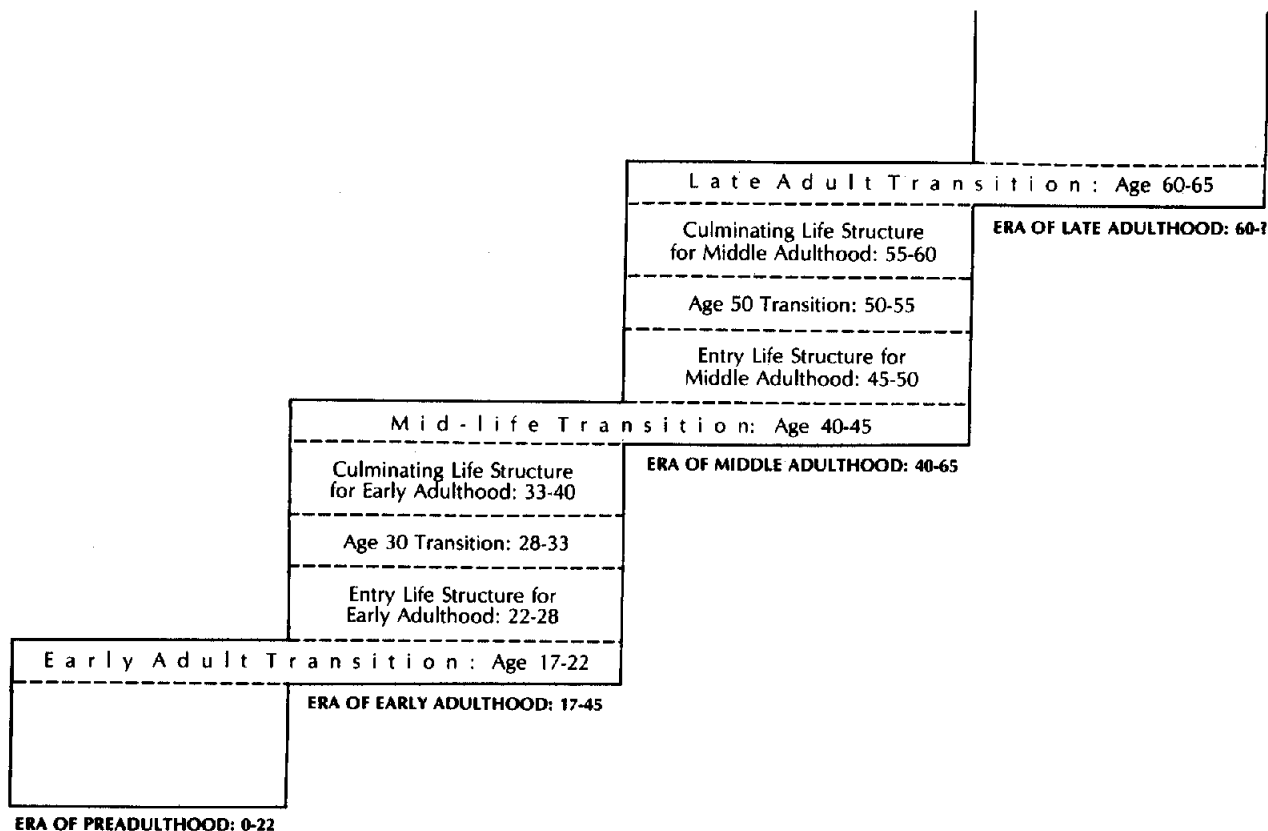 Late Adult Transition: Age 60-65
ERA OF LATE ADULTHOOD: 60-?
Culminating Life Structure
for Middle Adulthood: 55-60
Age 50 Transition: 50-55
Entry Life Structure for
Middle Adulthood: 45-50
Mid-life Transition: Age 40-45
ERA OF MIDDLE ADULTHOOD: 40-65
Culminating Life Structure
for Early Adulthood: 33-40
Age 30 Transition: 28-33
Entry Life Structure for
Early Adulthood: 22-28
Early Adult Transition: Age 17-22
ERA OF EARLY ADULTHOOD: 17-45
ERA OF PREADULTHOOD: 0-22